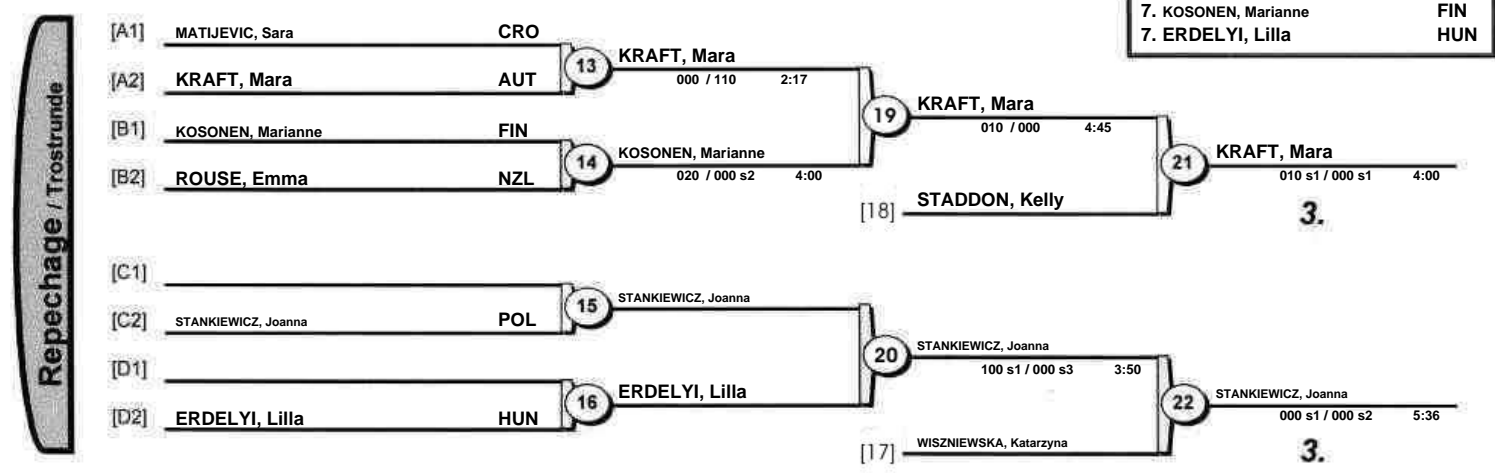 7. KOSONEN, Marianne FIN
7. ERDELYI, Lilla HUN
Repechage / Trostrunde
[A1] MATIJEVIC, Sara CRO
13 KRAFT, Mara
000 / 110 2:17
[A2] KRAFT, Mara AUT
19 KRAFT, Mara
010 / 000 4:45
[B1] KOSONEN, Marianne FIN
14 KOSONEN, Marianne
020 / 000 s2 4:00
21 KRAFT, Mara
010 s1 / 000 s1 4:00
[B2] ROUSE, Emma NZL
[18] STADDON, Kelly
3.
[C1]
15 STANKIEWICZ, Joanna
[C2] STANKIEWICZ, Joanna POL
20 STANKIEWICZ, Joanna
100 s1 / 000 s3 3:50
[D1]
16 ERDELYI, Lilla
22 STANKIEWICZ, Joanna
000 s1 / 000 s2 5:36
[D2] ERDELYI, Lilla HUN
[17] WISZNIEWSKA, Katarzyna
3.